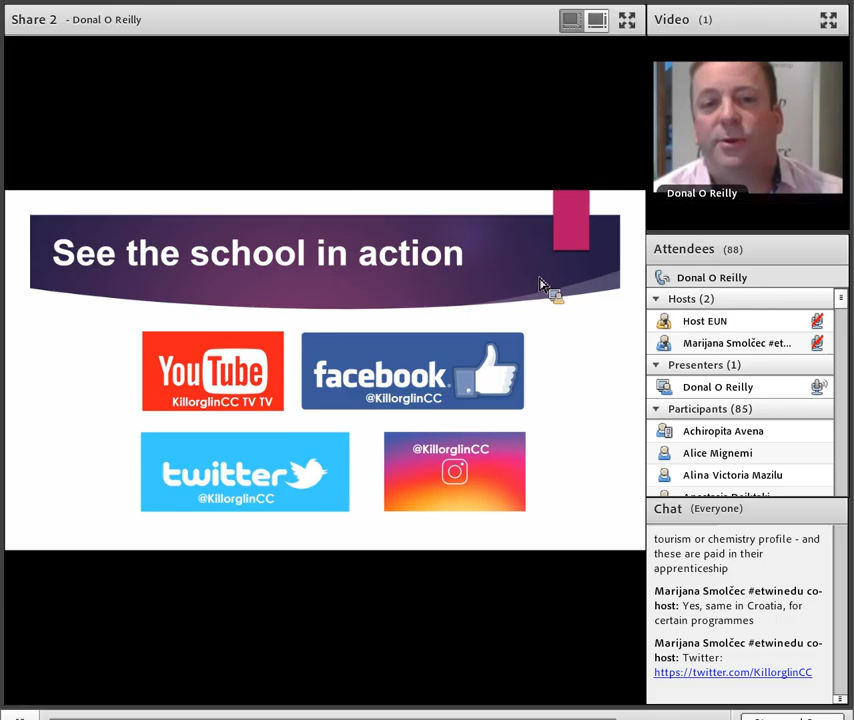 Share 2 - Donal O Reilly
See the school in action
YouTube
KillorglinCC TV TV
facebook
@KillorglinCC
twitter
@KillorglinCC
@KillorglinCC
Video (1)
Donal O Reilly
Attendees (88)
Donal O Reilly
Hosts (2)
Host EUN
Marijana Smolčec #et...
Presenters (1)
Donal O Reilly
Participants (85)
Achiropita Avena
Alice Mignemi
Alina Victoria Mazilu
Chat (Everyone)
tourism or chemistry profile - and
these are paid in their
apprenticeship
Marijana Smolčec #etwinedu co-
host: Yes, same in Croatia, for
certain programmes
Marijana Smolčec #etwinedu co-
host: Twitter:
https://twitter.com/KillorglinCC